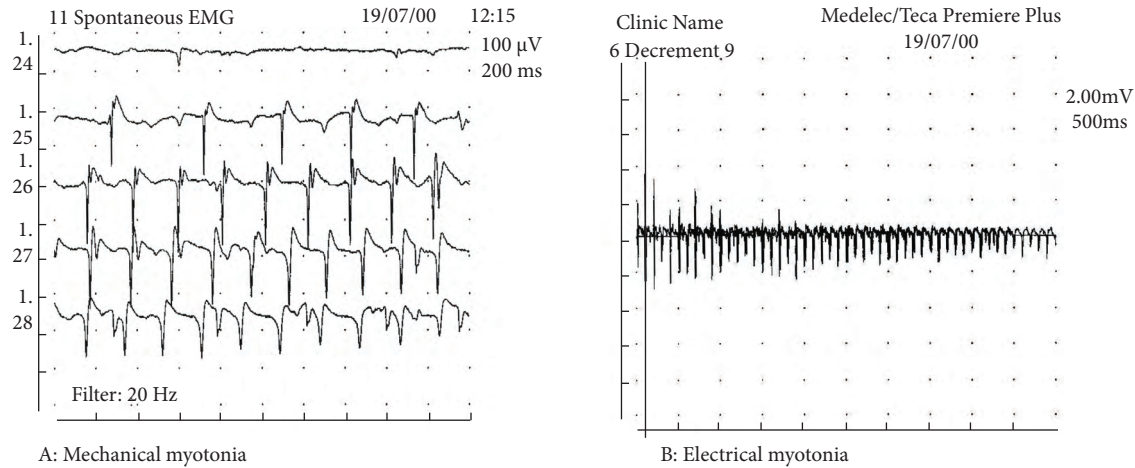 11 Spontaneous EMG 19/07/00 12:15
1.
24
100 µV
200 ms
1.
25
1.
26
1.
27
1.
28
Filter: 20 Hz
A: Mechanical myotonia
Clinic Name
6 Decrement 9
Medelec/Teca Premiere Plus
19/07/00
2.00mV
500ms
B: Electrical myotonia